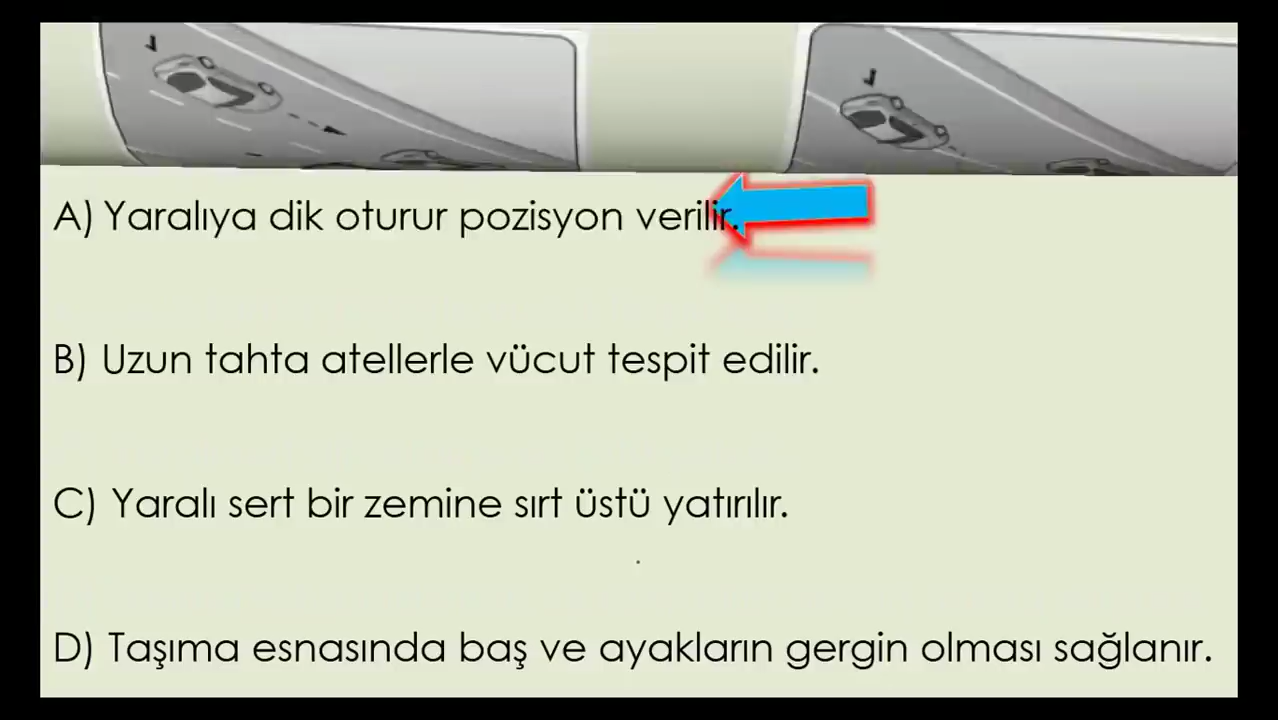 A) Yaralıya dik oturur pozisyon verilir.
B) Uzun tahta atellerle vücut tespit edilir.
C) Yaralı sert bir zemine sırt üstü yatırılır.
D) Taşıma esnasında baş ve ayakların gergin olması sağlanır.